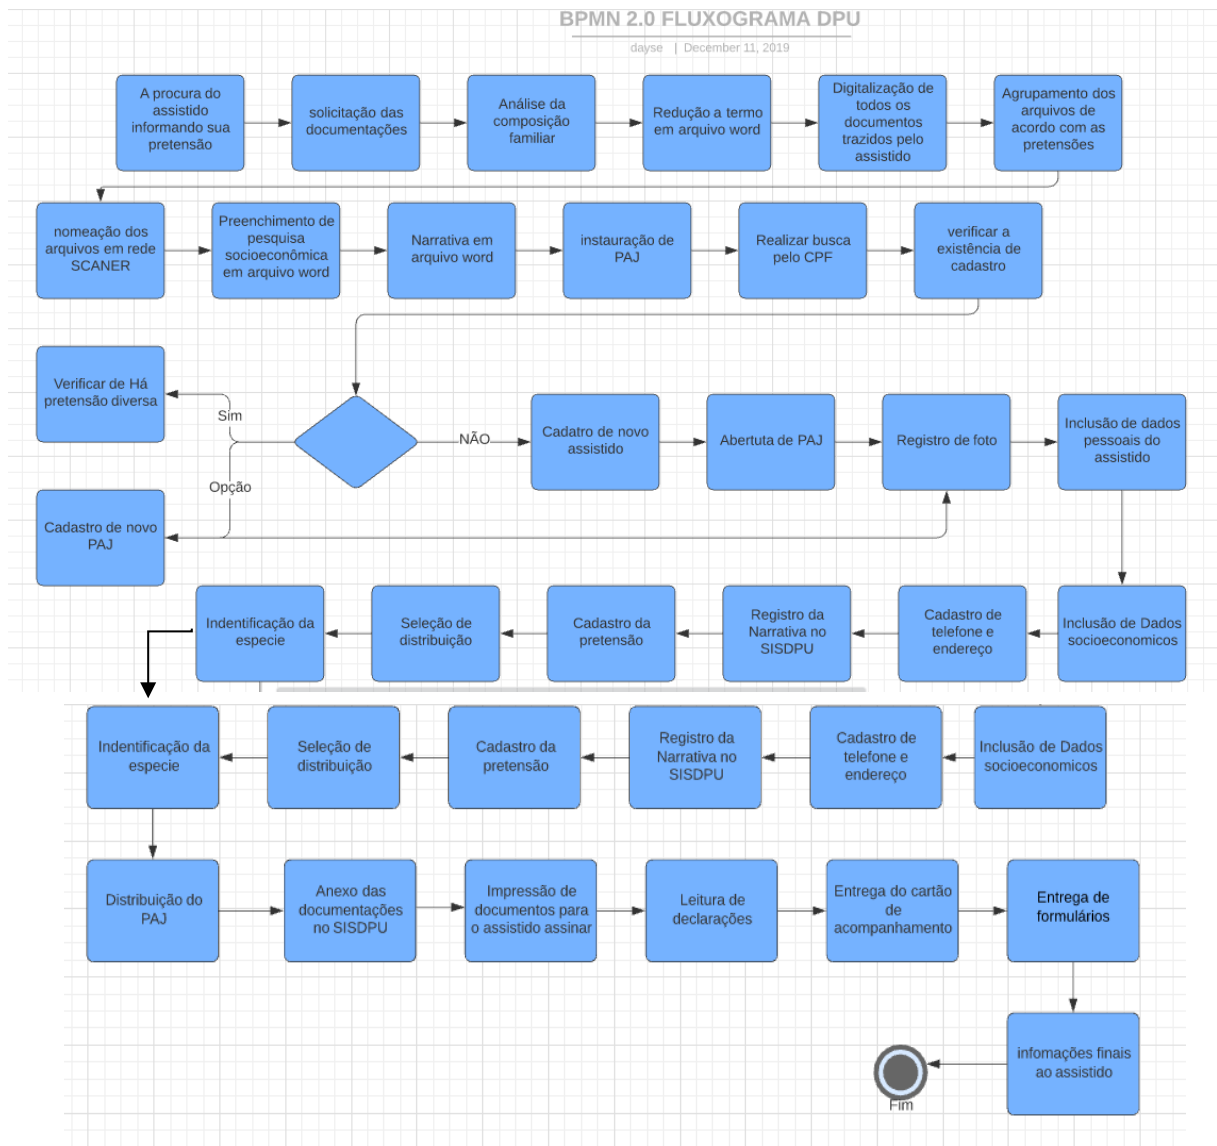 BPMN 2.0 FLUXOGRAMA DPU
dayse | December 11, 2019
A procura do
assistido
informando sua
pretensão
solicitação das
documentações
Análise da
composição
familiar
Redução a termo
em arquivo word
Digitalização de
todos os
documentos
trazidos pelo
assistido
Agrupamento dos
arquivos de
acordo com as
pretensões
nomeação dos
arquivos em rede
SCANER
Preenchimento de
pesquisa
socioeconômica
em arquivo word
Narrativa em
arquivo word
instauração de
PAJ
Realizar busca
pelo CPF
verificar a
existência de
cadastro
Verificar de Há
pretensão diversa
Sim
Opção
NÃO
Cadatro de novo
assistido
Abertuta de PAJ
Registro de foto
Inclusão de dados
pessoais do
assistido
Cadastro de novo
PAJ
Indentificação da
especie
Seleção de
distribuição
Cadastro da
pretensão
Registro da
Narrativa no
SISDPU
Cadastro de
telefone e
endereço
Inclusão de Dados
socioeconomicos
Indentificação da
especie
Seleção de
distribuição
Cadastro da
pretensão
Registro da
Narrativa no
SISDPU
Cadastro de
telefone e
endereço
Inclusão de Dados
socioeconomicos
Distribuição do
PAJ
Anexo das
documentações
no SISDPU
Impressão de
documentos para
o assistido assinar
Leitura de
declarações
Entrega do cartão
de
acompanhamento
Entrega de
formulários
infomações finais
ao assistido
Fim